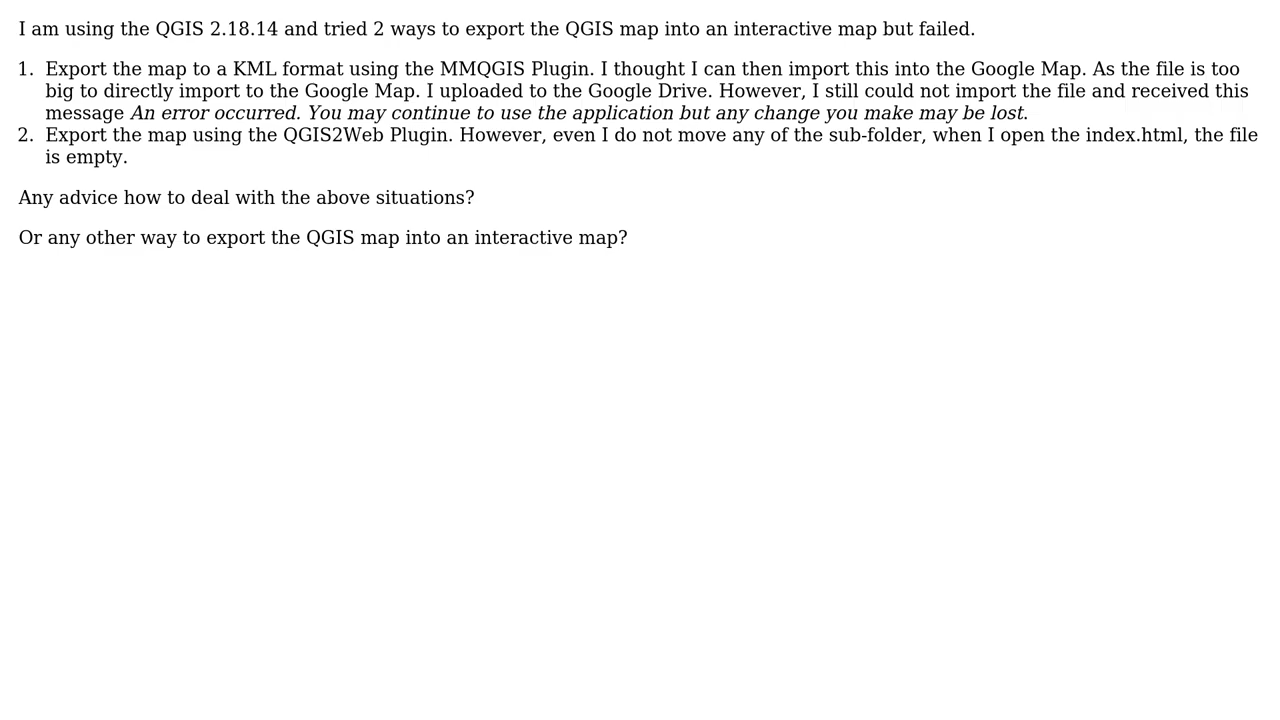 I am using the QGIS 2.18.14 and tried 2 ways to export the QGIS map into an interactive map but failed.
1. Export the map to a KML format using the MMQGIS Plugin. I thought I can then import this into the Google Map. As the file is too
big to directly import to the Google Map. I uploaded to the Google Drive. However, I still could not import the file and received this
message An error occurred. You may continue to use the application but any change you make may be lost.
2. Export the map using the QGIS2Web Plugin. However, even I do not move any of the sub-folder, when I open the index.html, the file
is empty.
Any advice how to deal with the above situations?
Or any other way to export the QGIS map into an interactive map?